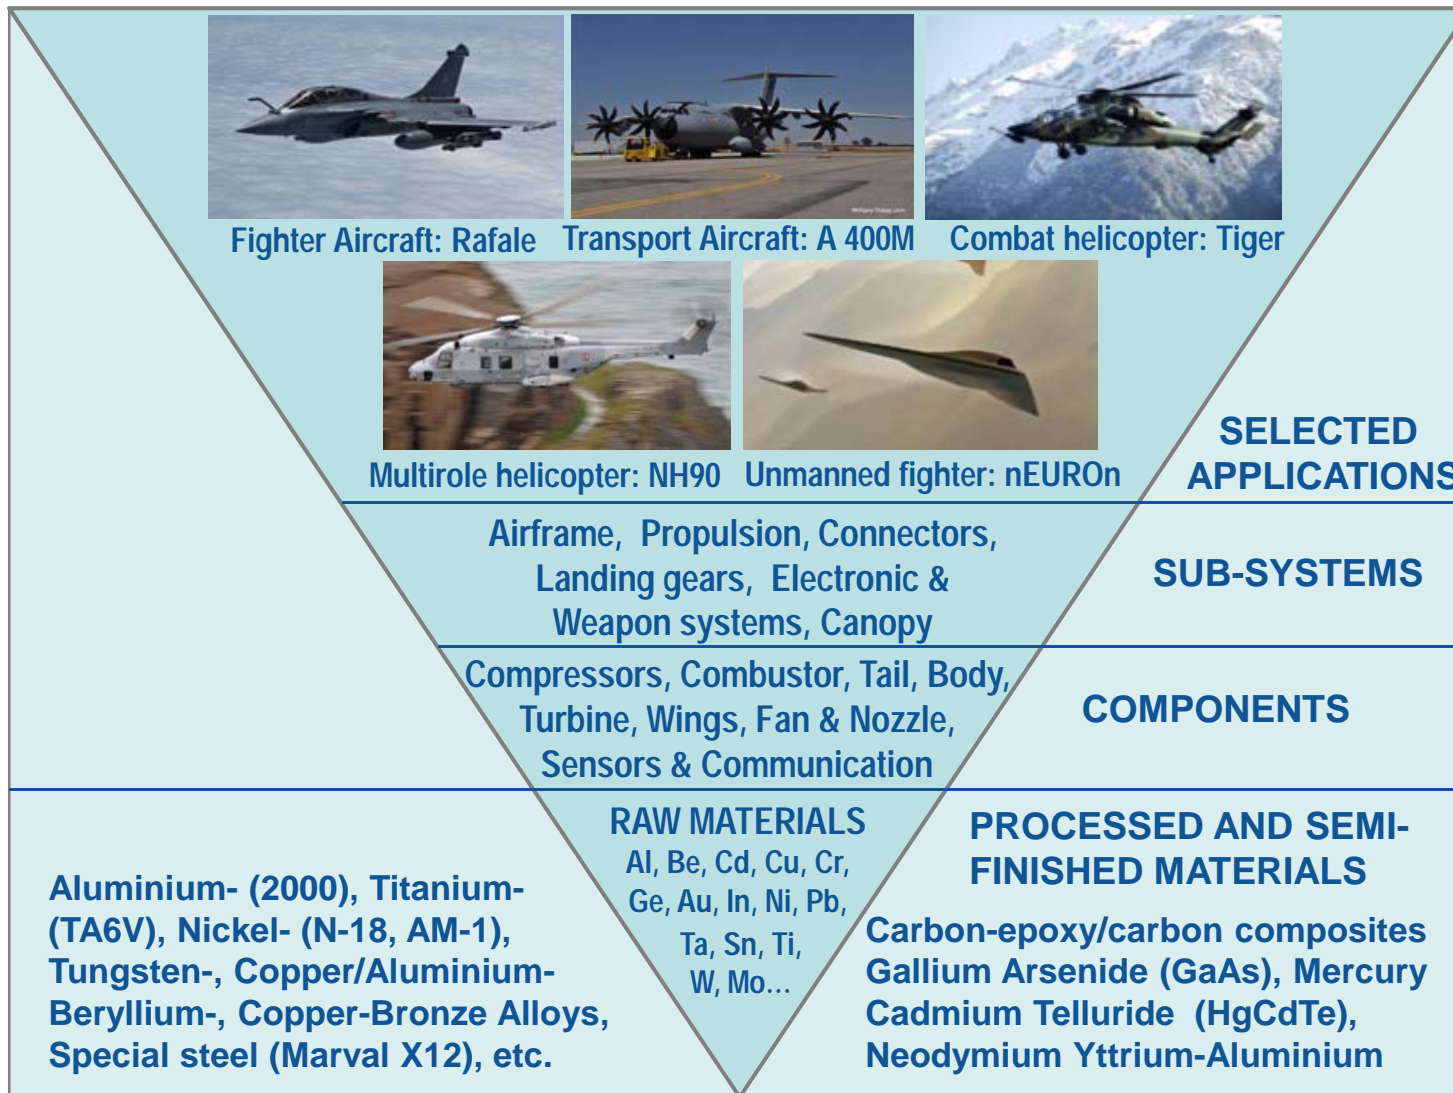 Military-Today.com
Fighter Aircraft: Rafale
Transport Aircraft: A 400M
Combat helicopter: Tiger
Multirole helicopter: NH90
Unmanned fighter: nEUROn
SELECTED
APPLICATIONS
Airframe, Propulsion, Connectors,
Landing gears, Electronic &
Weapon systems, Canopy
SUB-SYSTEMS
Compressors, Combustor, Tail, Body,
Turbine, Wings, Fan & Nozzle,
Sensors & Communication
COMPONENTS
Aluminium- (2000), Titanium-
(TA6V), Nickel- (N-18, AM-1),
Tungsten-, Copper/Aluminium-
Beryllium-, Copper-Bronze Alloys,
Special steel (Marval X12), etc.
RAW MATERIALS
Al, Be, Cd, Cu, Cr,
Ge, Au, In, Ni, Pb,
Ta, Sn, Ti,
W, Mo...
PROCESSED AND SEMI-
FINISHED MATERIALS
Carbon-epoxy/carbon composites
Gallium Arsenide (GaAs), Mercury
Cadmium Telluride (HgCdTe),
Neodymium Yttrium-Aluminium